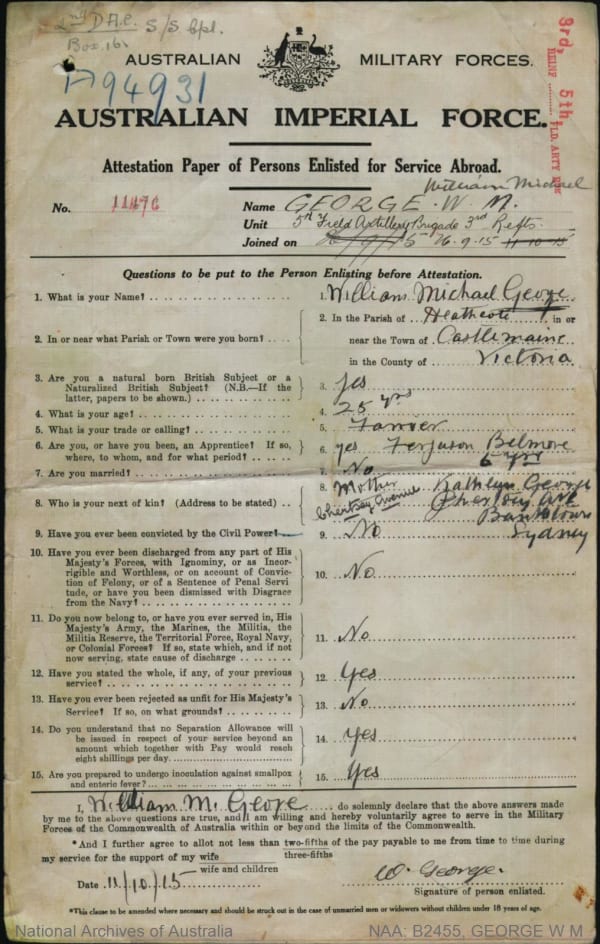 2nd D.A.C. S/S Cpl.
Box 16
AUSTRALIAN MILITARY FORCES.
94931
AUSTRALIAN IMPERIAL FORCE.
3rd, 5th,
REINF ......... FLD. ARTY
Attestation Paper of Persons Enlisted for Service Abroad.
William Michael
No. 11476 Name GEORGE. W. M.
Unit 5th Field Artillery Brigade 3rd Refts.
Joined on 26.9.15 11.10.15
Questions to be put to the Person Enlisting before Attestation.
1. What is your Name? 1. William Michael George
2. In or near what Parish or Town were you born? 2. In the Parish of Heathcote in or
near the Town of Castlemaine
in the County of Victoria
3. Are you a natural born British Subject or a
Naturalized British Subject? (N.B.—If the
latter, papers to be shown.) 3. yes
4. What is your age? 4. 25 yrs
5. What is your trade or calling? 5. Farrier
6. Are you, or have you been, an Apprentice? If so,
where, to whom, and for what period? 6. yes Ferguson Belmore
6 yrs
7. Are you married? 7. No
8. Who is your next of kin? (Address to be stated) 8. Mother Kathlyn George
Chertsey Avenue Chertsey Ave
Bankstown
Sydney
9. Have you ever been convicted by the Civil Power? 9. No
10. Have you ever been discharged from any part of His
Majesty's Forces, with Ignominy, or as Incor-
rigible and Worthless, or on account of Convic-
tion of Felony, or of a Sentence of Penal Servi
tude, or have you been dismissed with Disgrace
from the Navy? 10. No
11. Do you now belong to, or have you ever served in, His
Majesty's Army, the Marines, the Militia, the
Militia Reserve, the Territorial Force, Royal Navy,
or Colonial Forces? If so, state which, and if not
now serving, state cause of discharge 11. No
12. Have you stated the whole, if any, of your previous
service? 12. Yes
13. Have you ever been rejected as unfit for His Majesty's
Service? If so, on what grounds? 13. No
14. Do you understand that no Separation Allowance will
be issued in respect of your service beyond an
amount which together with Pay would reach
eight shillings per day. 14. Yes
15. Are you prepared to undergo inoculation against smallpox
and enteric fever? 15. Yes
I, William M. George do solemnly declare that the above answers made
by me to the above questions are true, and I am willing and hereby voluntarily agree to serve in the Military
Forces of the Commonwealth of Australia within or beyond the limits of the Commonwealth.
*And I further agree to allot not less than two-fifths of the pay payable to me from time to time during
three-fifths
my service for the support of my wife
wife and children
Date 11/10/15 W. George.
Signature of person enlisted.
*This clause to be amended where necessary and should be struck out in the case of unmarried men or widowers without children under 18 years of age.
National Archives of Australia NAA: B2455, GEORGE W M